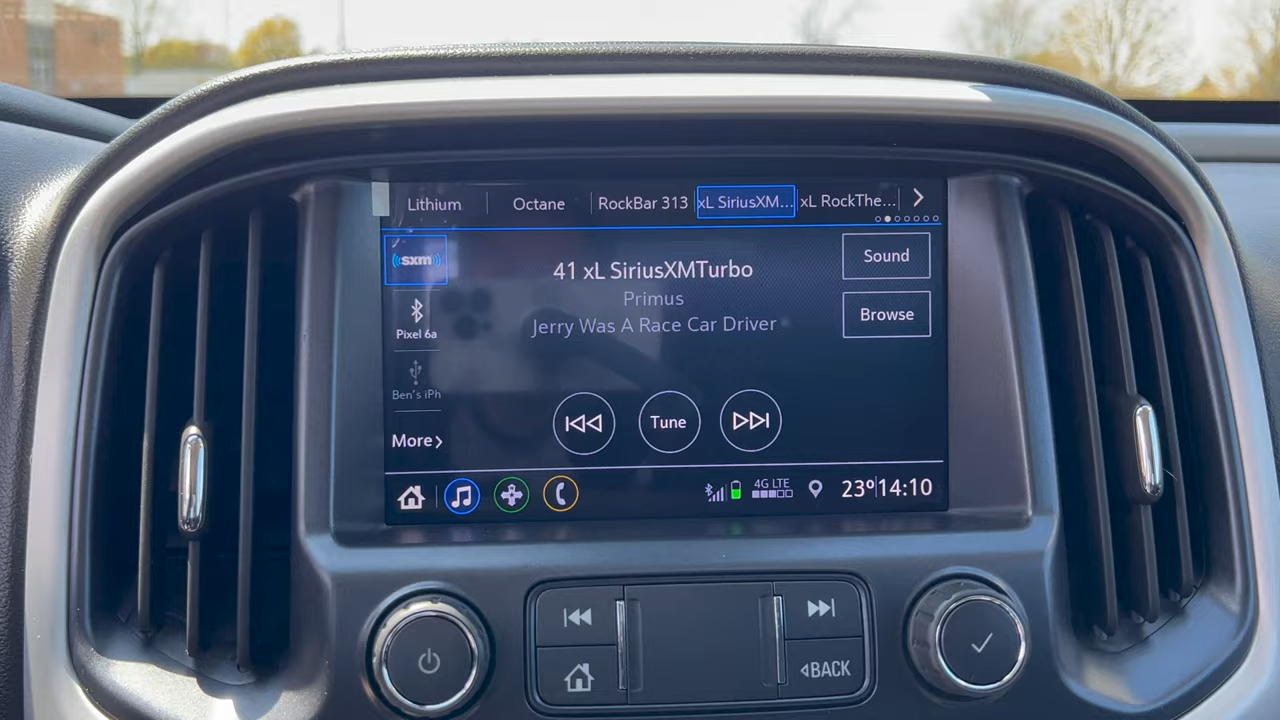 Lithium Octane RockBar 313 xL SiriusXM... xL RockThe...
sxm
41 xL SiriusXMTurbo
Primus
Jerry Was A Race Car Driver
Sound
Browse
Pixel 6a
Ben's iPh
More
Tune
4G LTE
23° 14:10
BACK